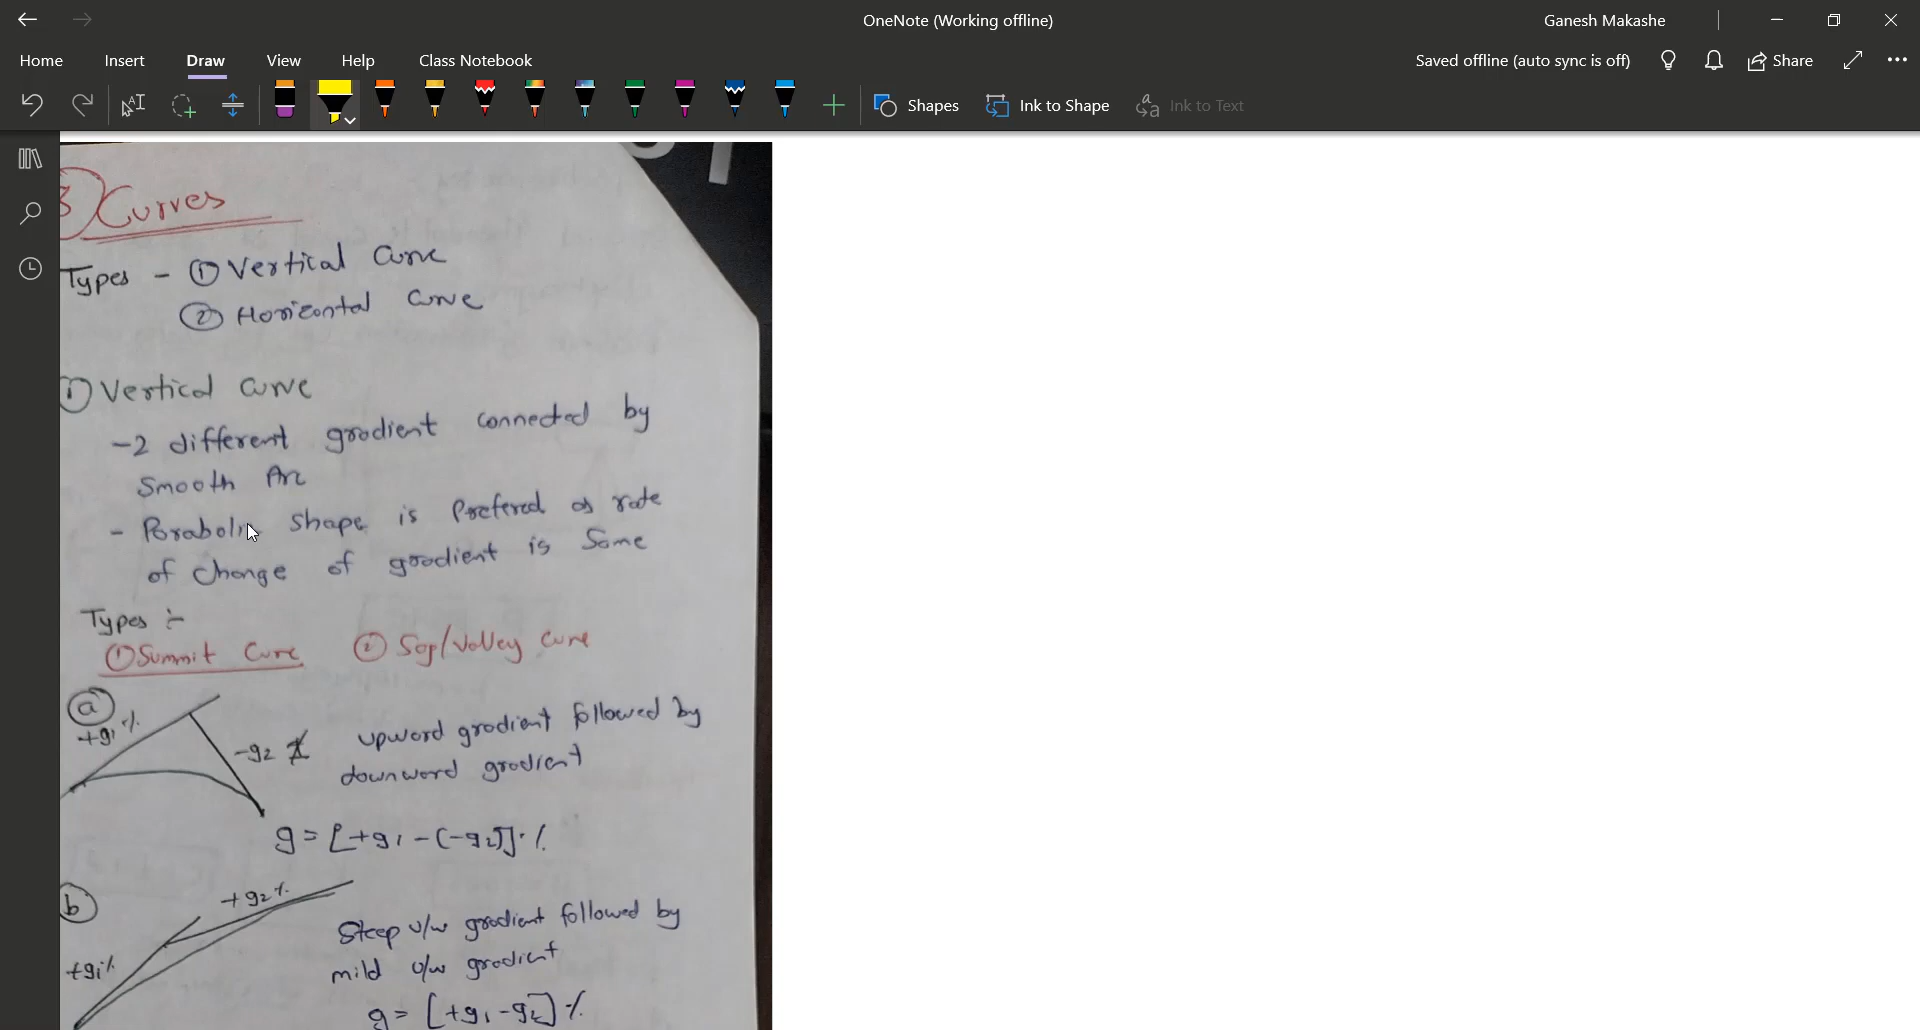 OneNote (Working offline)
Ganesh Makashe
Home Insert Draw View Help Class Notebook
Saved offline (auto sync is off) Share
Shapes Ink to Shape Ink to Text
3) Curves
Types - ① Vertical Curve
② Horizontal curve
① Vertical curve
- 2 different gradient connected by
Smooth Arc
- Parabolic shape is Prefered as rate
of change of gradient is Same
Types :-
① Summit Curve ② Sag/Valley curve
ⓐ
+g1 %
-g2 %
upward gradient followed by
downward gradient
g = [+g1 - (-g2)] %
ⓑ
+g2 %
Steep u/w gradient followed by
+g1 %
mild u/w gradient
g = [+g1 - g2] %